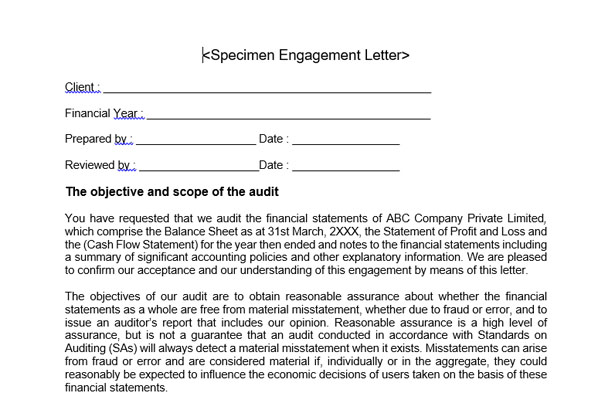 <Specimen Engagement Letter>
Client : ______________________________________________________
Financial Year : ______________________________________________
Prepared by : ____________________ Date : __________________
Reviewed by : ____________________Date : __________________
The objective and scope of the audit
You have requested that we audit the financial statements of ABC Company Private Limited,
which comprise the Balance Sheet as at 31st March, 2XXX, the Statement of Profit and Loss and
the (Cash Flow Statement) for the year then ended and notes to the financial statements including
a summary of significant accounting policies and other explanatory information. We are pleased
to confirm our acceptance and our understanding of this engagement by means of this letter.
The objectives of our audit are to obtain reasonable assurance about whether the financial
statements as a whole are free from material misstatement, whether due to fraud or error, and to
issue an auditor's report that includes our opinion. Reasonable assurance is a high level of
assurance, but is not a guarantee that an audit conducted in accordance with Standards on
Auditing (SAs) will always detect a material misstatement when it exists. Misstatements can arise
from fraud or error and are considered material if, individually or in the aggregate, they could
reasonably be expected to influence the economic decisions of users taken on the basis of these
financial statements.